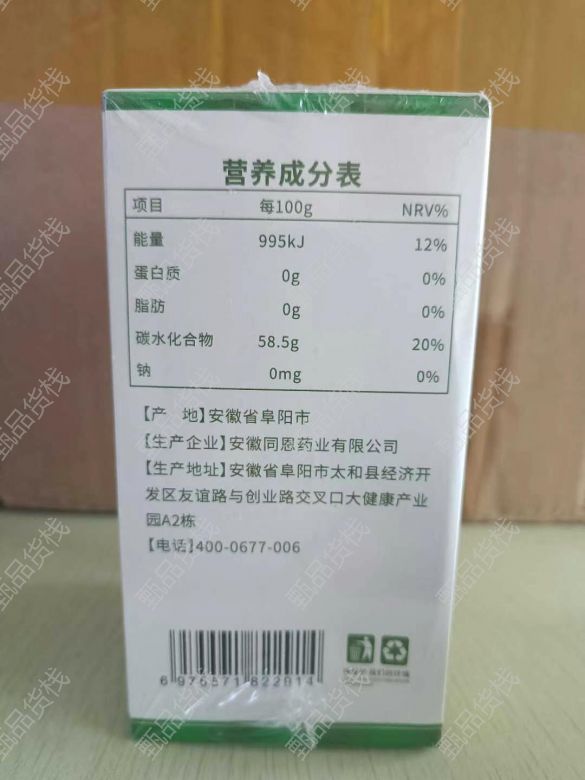 营养成分表
项目 每100g NRV%
能量 995kJ 12%
蛋白质 0g 0%
脂肪 0g 0%
碳水化合物 58.5g 20%
钠 0mg 0%
【产 地】安徽省阜阳市
【生产企业】安徽同恩药业有限公司
【生产地址】安徽省阜阳市太和县经济开
发区友谊路与创业路交叉口大健康产业
园A2栋
【电话】400-0677-006
甄品货栈